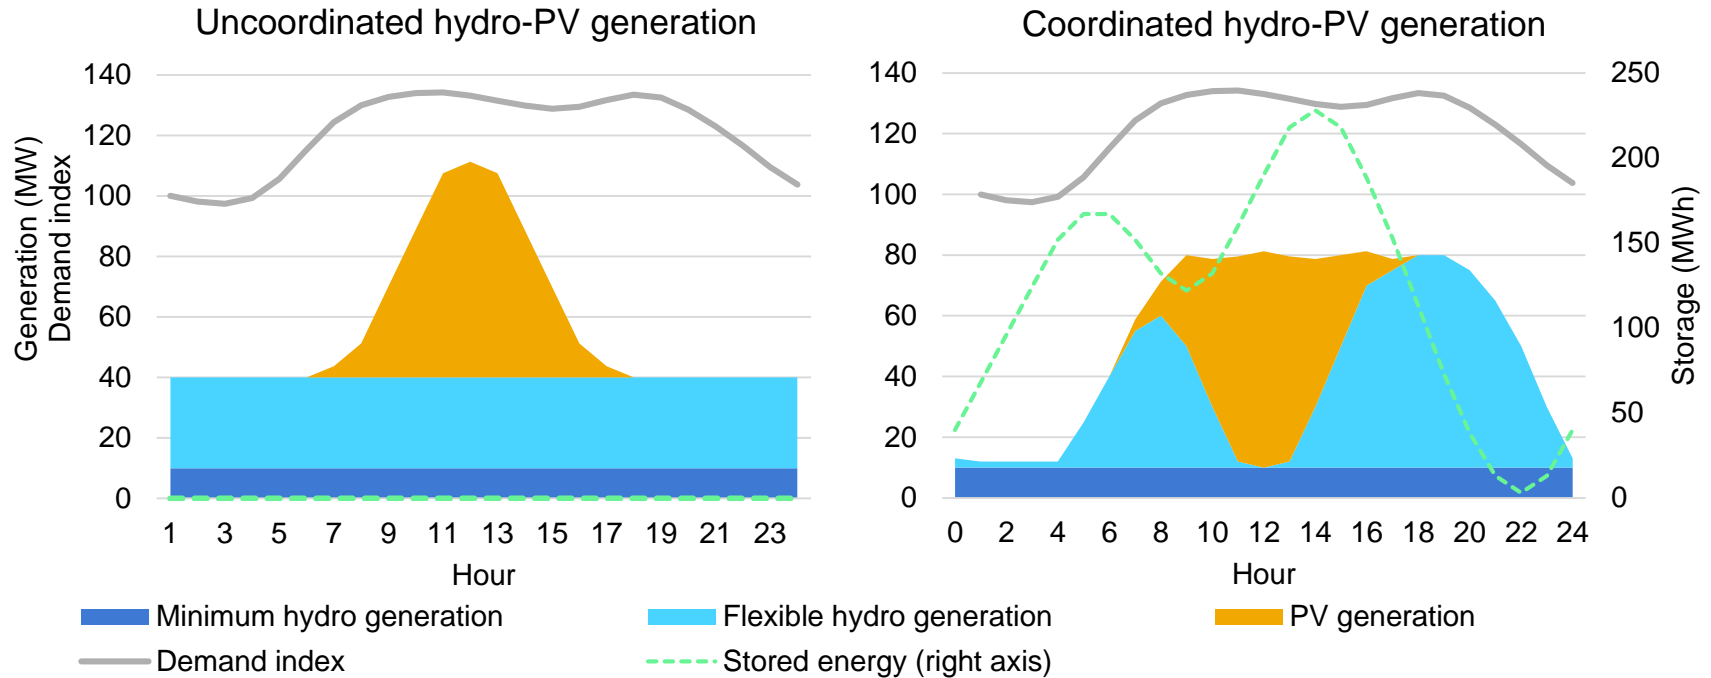 Uncoordinated hydro-PV generation
Generation (MW)
Demand index
140
120
100
80
60
40
20
0
1 3 5 7 9 11 13 15 17 19 21 23
Hour
Coordinated hydro-PV generation
140
120
100
80
60
40
20
0
250
200
150
100
50
0
Storage (MWh)
0 2 4 6 8 10 12 14 16 18 20 22 24
Hour
Minimum hydro generation
Flexible hydro generation
PV generation
Demand index
Stored energy (right axis)